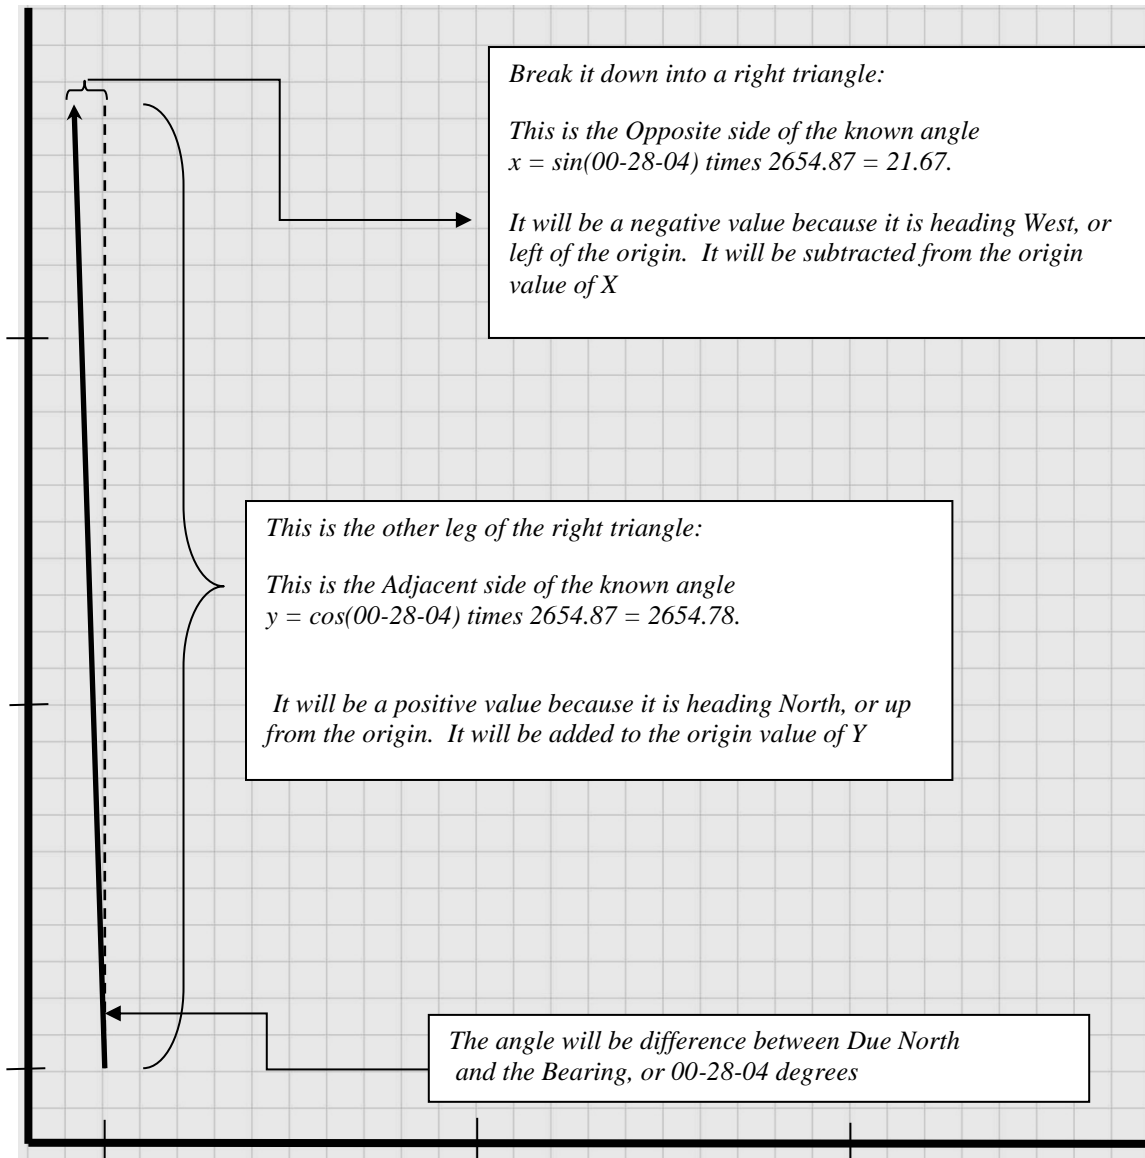 Break it down into a right triangle:
This is the Opposite side of the known angle
x = sin(00-28-04) times 2654.87 = 21.67.
It will be a negative value because it is heading West, or
left of the origin.  It will be subtracted from the origin
value of X
This is the other leg of the right triangle:
This is the Adjacent side of the known angle
y = cos(00-28-04) times 2654.87 = 2654.78.
It will be a positive value because it is heading North, or up
from the origin.  It will be added to the origin value of Y
The angle will be difference between Due North
and the Bearing, or 00-28-04 degrees